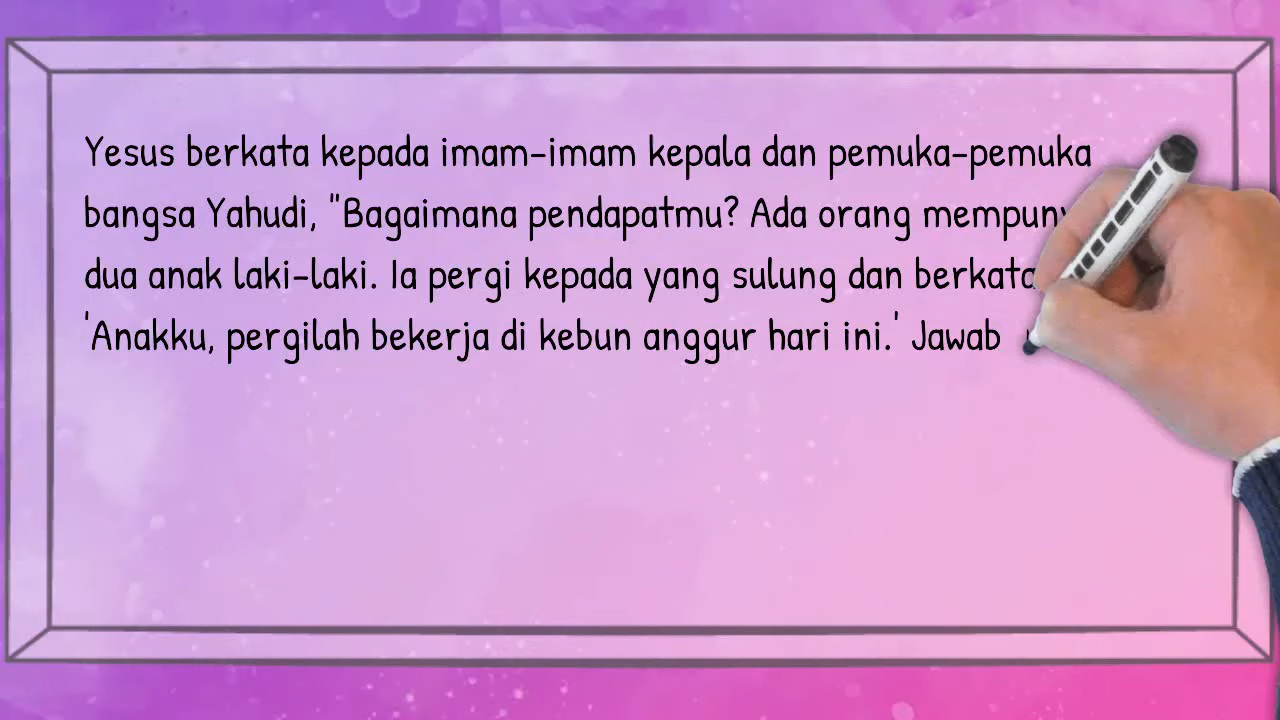 Yesus berkata kepada imam-imam kepala dan pemuka-pemuka
bangsa Yahudi, "Bagaimana pendapatmu? Ada orang
dua anak laki-laki. Ia pergi kepada yang sulung dan berkata
'Anakku, pergilah bekerja di kebun anggur hari ini.' Jawab